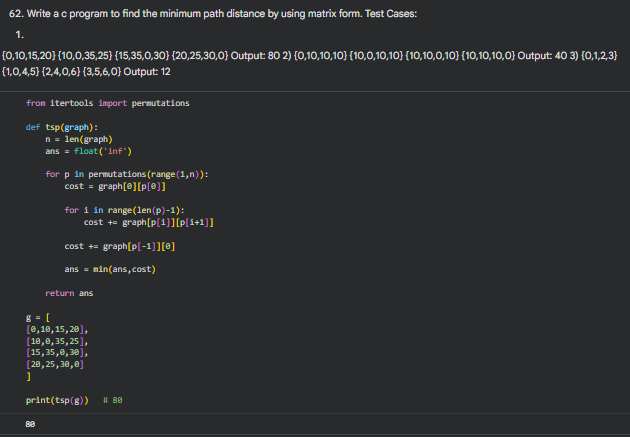 62. Write a c program to find the minimum path distance by using matrix form. Test Cases:
1.
{0,10,15,20} {10,0,35,25} {15,35,0,30} {20,25,30,0} Output: 80 2) {0,10,10,10} {10,0,10,10} {10,10,0,10} {10,10,10,0} Output: 40 3) {0,1,2,3}
{1,0,4,5} {2,4,0,6} {3,5,6,0} Output: 12
from itertools import permutations
def tsp(graph):
    n = len(graph)
    ans = float('inf')
    for p in permutations(range(1,n)):
        cost = graph[0][p[0]]
        for i in range(len(p)-1):
            cost += graph[p[i]][p[i+1]]
        cost += graph[p[-1]][0]
        ans = min(ans,cost)
    return ans
g = [
[0,10,15,20],
[10,0,35,25],
[15,35,0,30],
[20,25,30,0]
]
print(tsp(g))   # 80
80